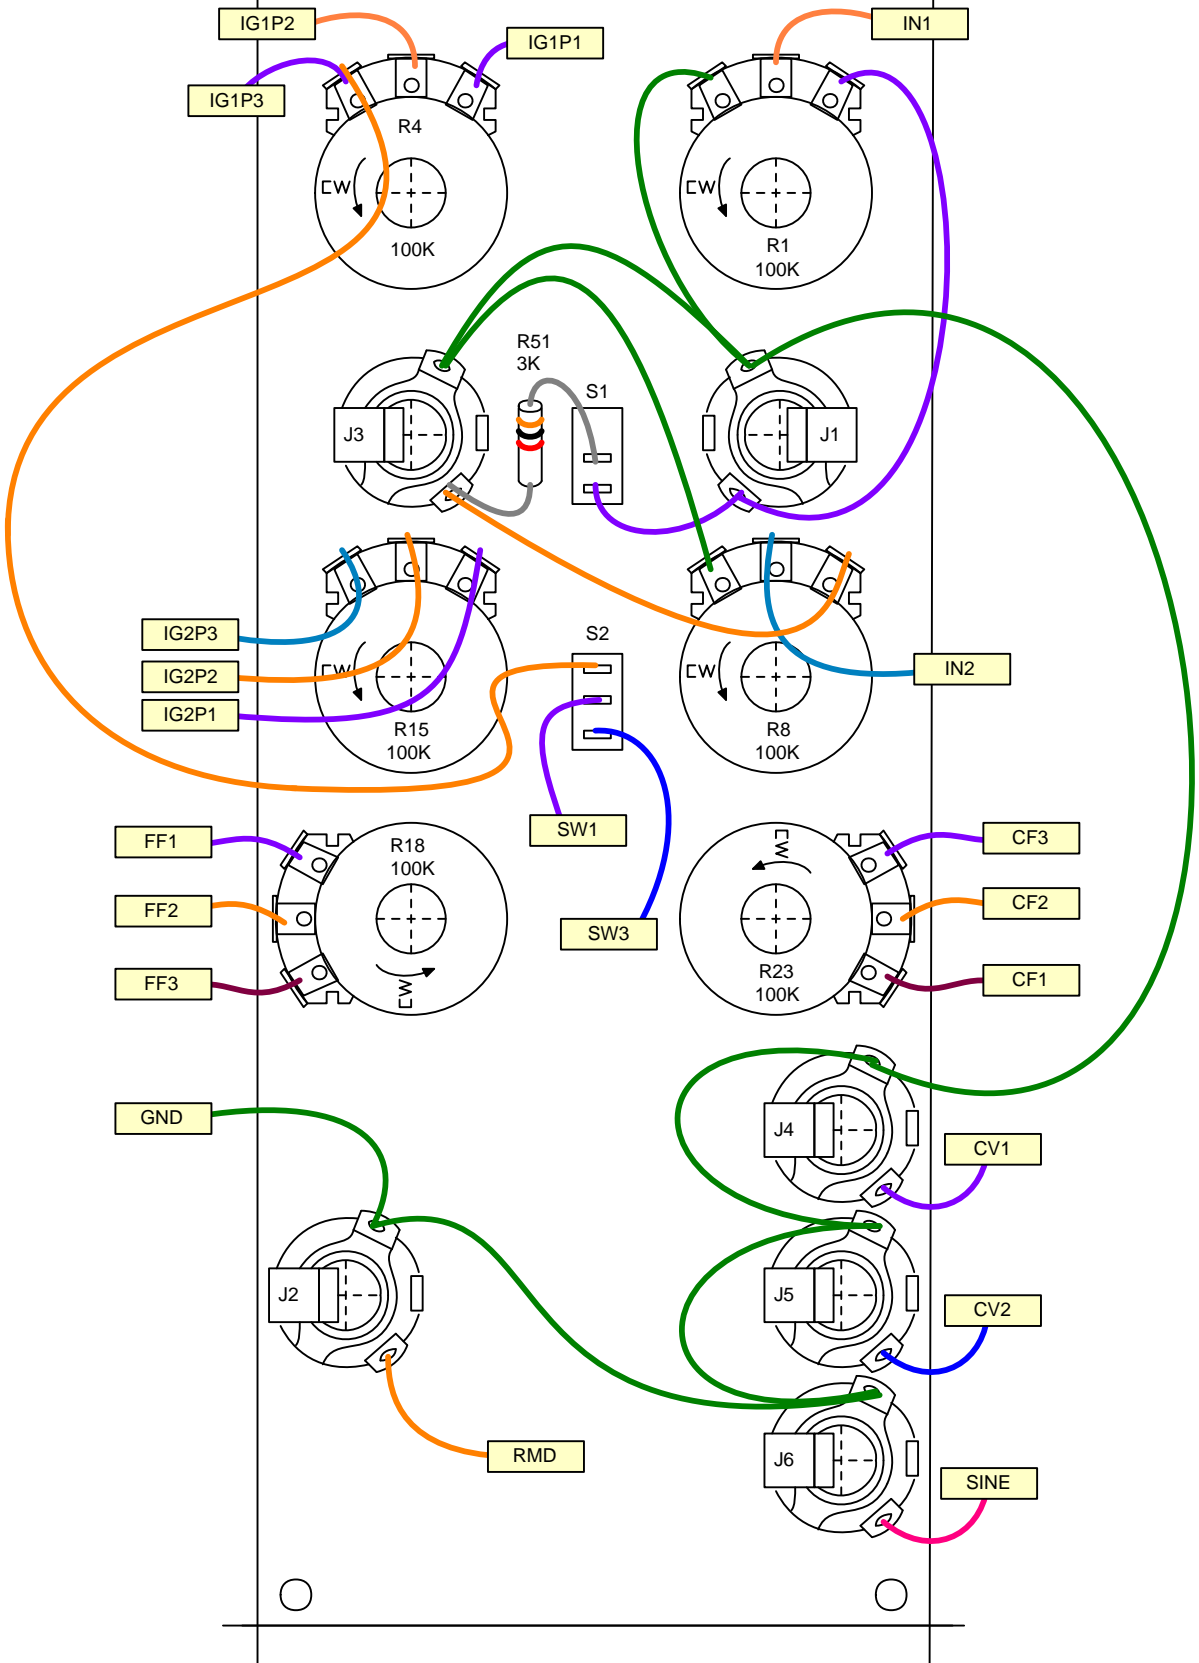 IG1P2
IN1
IG1P1
IG1P3
R4
CW
100K
CW
R1
100K
R51
3K
S1
J3
J1
IG2P3
IG2P2
IG2P1
CW
R15
100K
S2
CW
R8
100K
IN2
SW1
FF1
FF2
FF3
R18
100K
CW
SW3
CW
R23
100K
CF3
CF2
CF1
GND
J4
CV1
J2
J5
CV2
RMD
J6
SINE